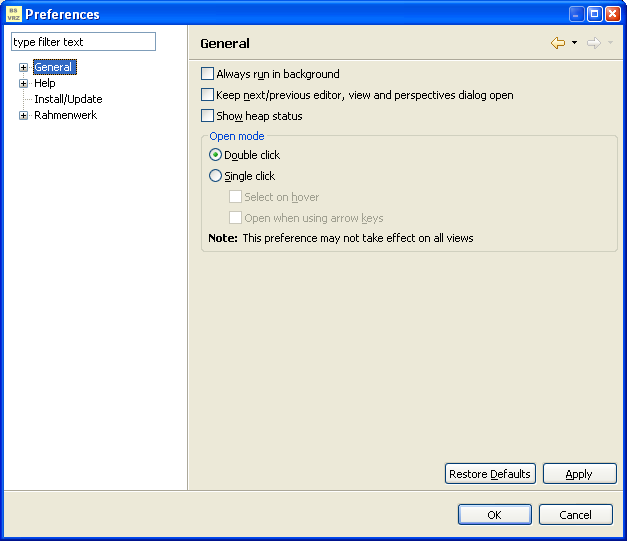 BS
VRZ
Preferences
type filter text
General
Help
Install/Update
Rahmenwerk
General
Always run in background
Keep next/previous editor, view and perspectives dialog open
Show heap status
Open mode
Double click
Single click
Select on hover
Open when using arrow keys
Note: This preference may not take effect on all views
Restore Defaults Apply
OK Cancel